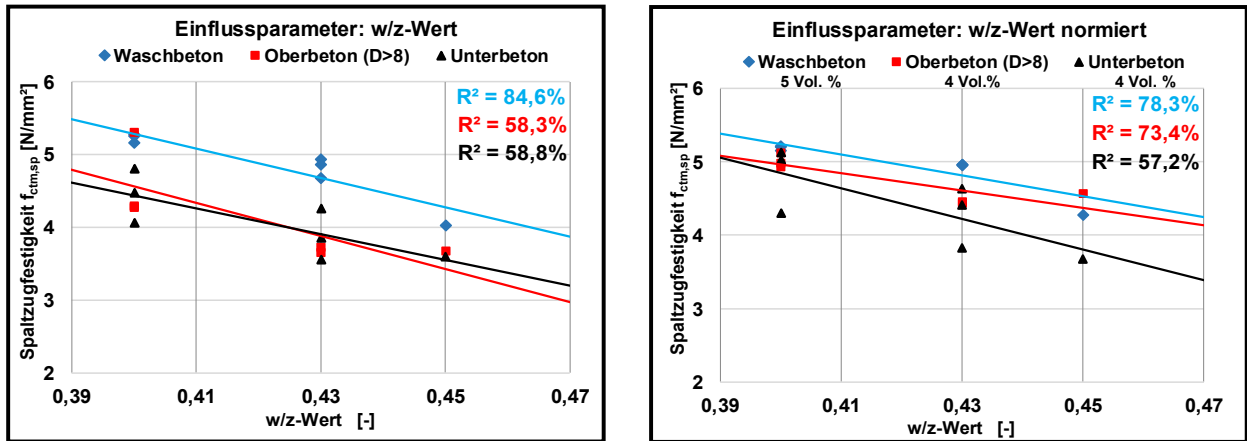 Einflussparameter: w/z-Wert
Waschbeton Oberbeton (D>8) Unterbeton
R² = 84,6%
R² = 58,3%
R² = 58,8%
Spaltzugfestigkeit fctm,sp [N/mm²]
6
5
4
3
2
0,39 0,41 0,43 0,45 0,47
w/z-Wert [-]
Einflussparameter: w/z-Wert normiert
Waschbeton Oberbeton (D>8) Unterbeton
5 Vol. % 4 Vol.% 4 Vol. %
R² = 78,3%
R² = 73,4%
R² = 57,2%
Spaltzugfestigkeit fctm,sp [N/mm²]
6
5
4
3
2
0,39 0,41 0,43 0,45 0,47
w/z-Wert [-]